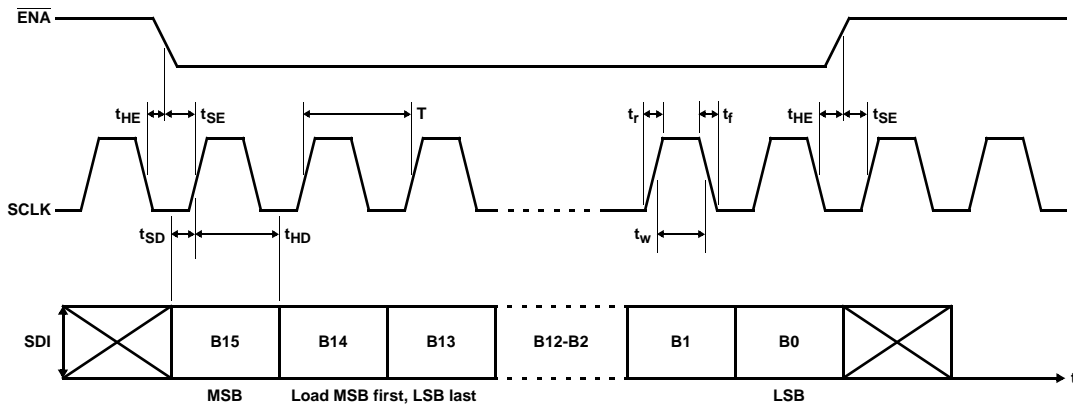 ENA
t
tHE tSE T tr tf tHE tSE
SCLK
tSD tHD tw
SDI B15 B14 B13 B12-B2 B1 B0 t
MSB Load MSB first, LSB last LSB